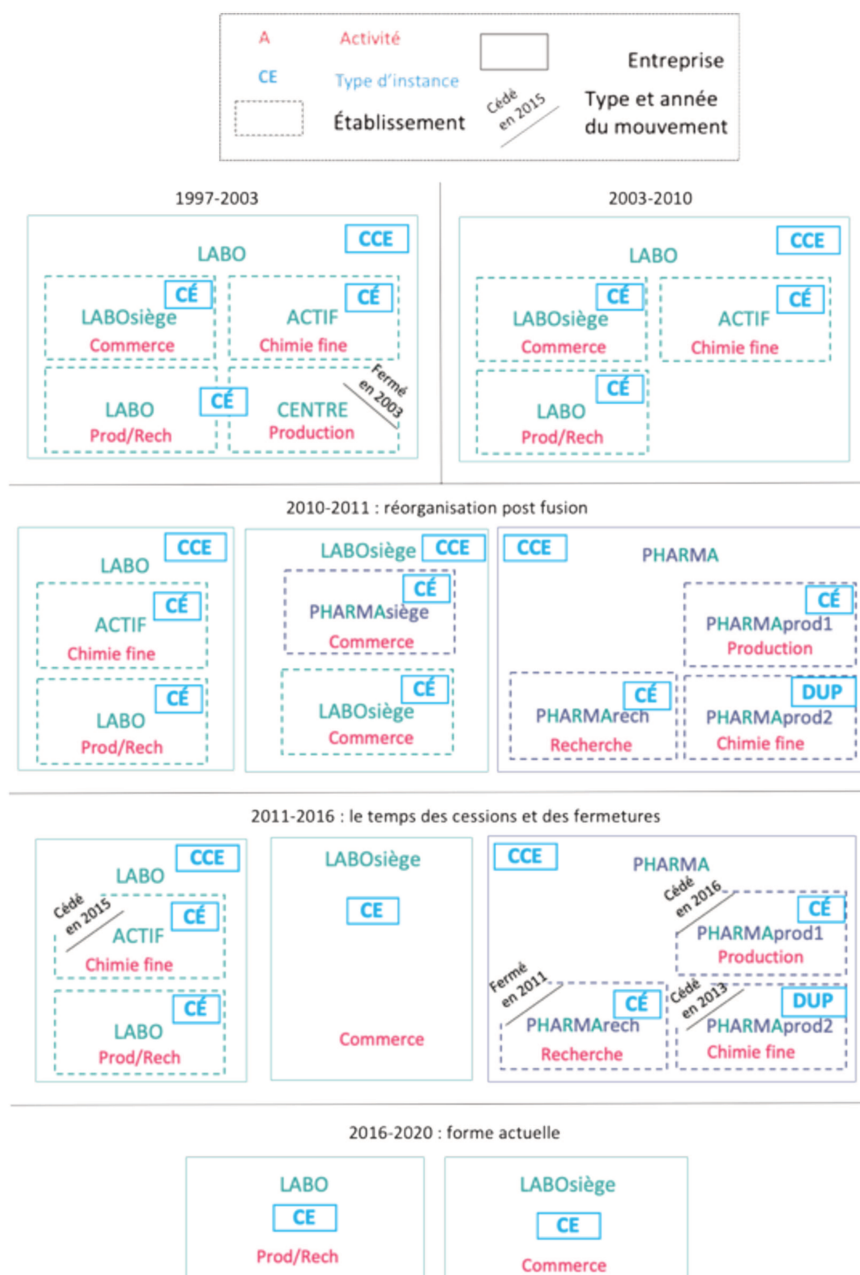 A Activité
CE Type d'instance
Établissement
Entreprise
Cédé
en 2015
Type et année
du mouvement
1997-2003
CCE
LABO
CÉ
LABOsiège
Commerce
CÉ
ACTIF
Chimie fine
LABO
Prod/Rech
CÉ
CENTRE
Production
Fermé
en 2003
2003-2010
CCE
LABO
CÉ
LABOsiège
Commerce
CÉ
ACTIF
Chimie fine
CÉ
LABO
Prod/Rech
2010-2011 : réorganisation post fusion
CCE
LABO
CÉ
ACTIF
Chimie fine
CÉ
LABO
Prod/Rech
LABOsiège CCE
CÉ
PHARMAsiège
Commerce
CÉ
LABOsiège
Commerce
CCE PHARMA
CÉ
PHARMAprod1
Production
CÉ
PHARMArech
Recherche
DUP
PHARMAprod2
Chimie fine
2011-2016 : le temps des cessions et des fermetures
CCE
LABO
Cédé
en 2015
CÉ
ACTIF
Chimie fine
CÉ
LABO
Prod/Rech
LABOsiège
CE
Commerce
CCE
PHARMA
Cédé
en 2016
CÉ
PHARMAprod1
Production
Fermé
en 2011
CÉ
PHARMArech
Recherche
Cédé
en 2013
DUP
PHARMAprod2
Chimie fine
2016-2020 : forme actuelle
LABO
CE
Prod/Rech
LABOsiège
CE
Commerce